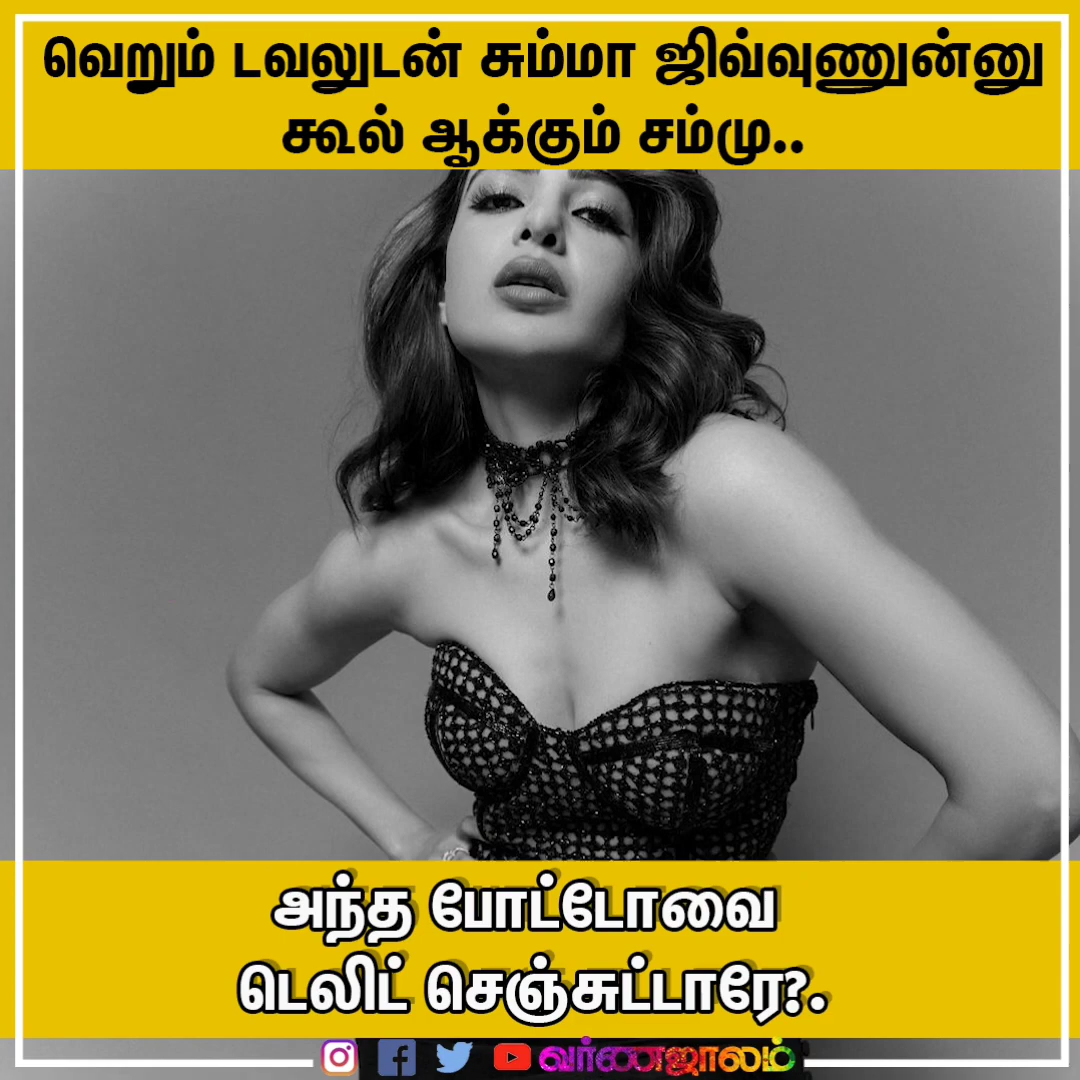 வெறும் டவலுடன் சும்மா ஜிவ்வுணுன்னு
கூல் ஆக்கும் சம்மு..
அந்த போட்டோவை
டெலிட் செஞ்சுட்டாரே?.
வர்ணஜாலம்